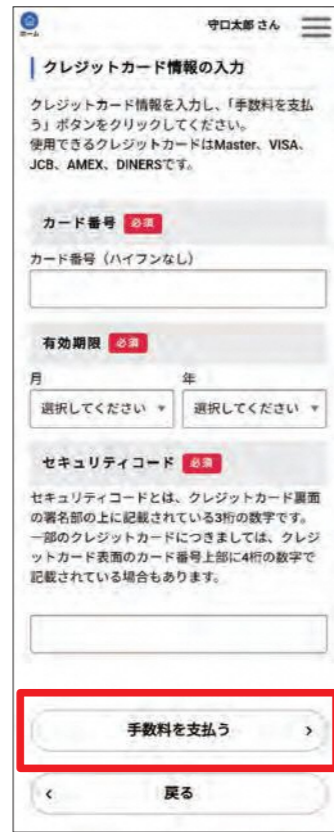 ホーム
守口太郎 さん
クレジットカード情報の入力
クレジットカード情報を入力し、「手数料を支払
う」ボタンをクリックしてください。
使用できるクレジットカードはMaster、VISA、
JCB、AMEX、DINERSです。
カード番号 必須
カード番号（ハイフンなし）
有効期限 必須
月 年
選択してください 選択してください
セキュリティコード 必須
セキュリティコードとは、クレジットカード裏面
の署名部の上に記載されている3桁の数字です。
一部のクレジットカードにつきましては、クレジ
ットカード表面のカード番号上部に4桁の数字で
記載されている場合もあります。
手数料を支払う
戻る